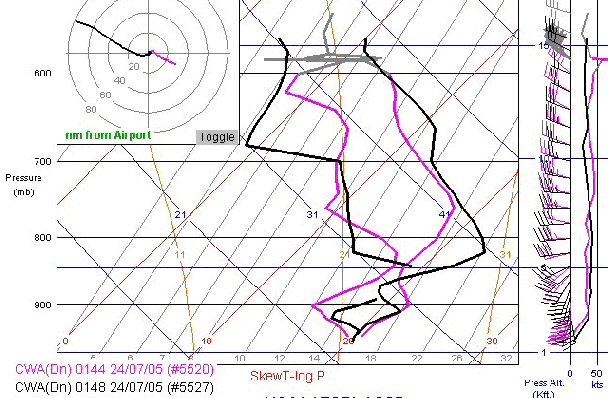 20
40
60
80
nm from Airport
Toggle
600
700
Pressure
(mb)
800
900
21 31 41
11 21 31
0 10 20 30
5 6 7 8 10 12 14 16 18 22 26 32
CWA(Dn) 0144 24/07/05 (#5520)
CWA(Dn) 0148 24/07/05 (#5527)
SkewT-log P
15
1
0 50
Press Alt.
(Kft.)
kts